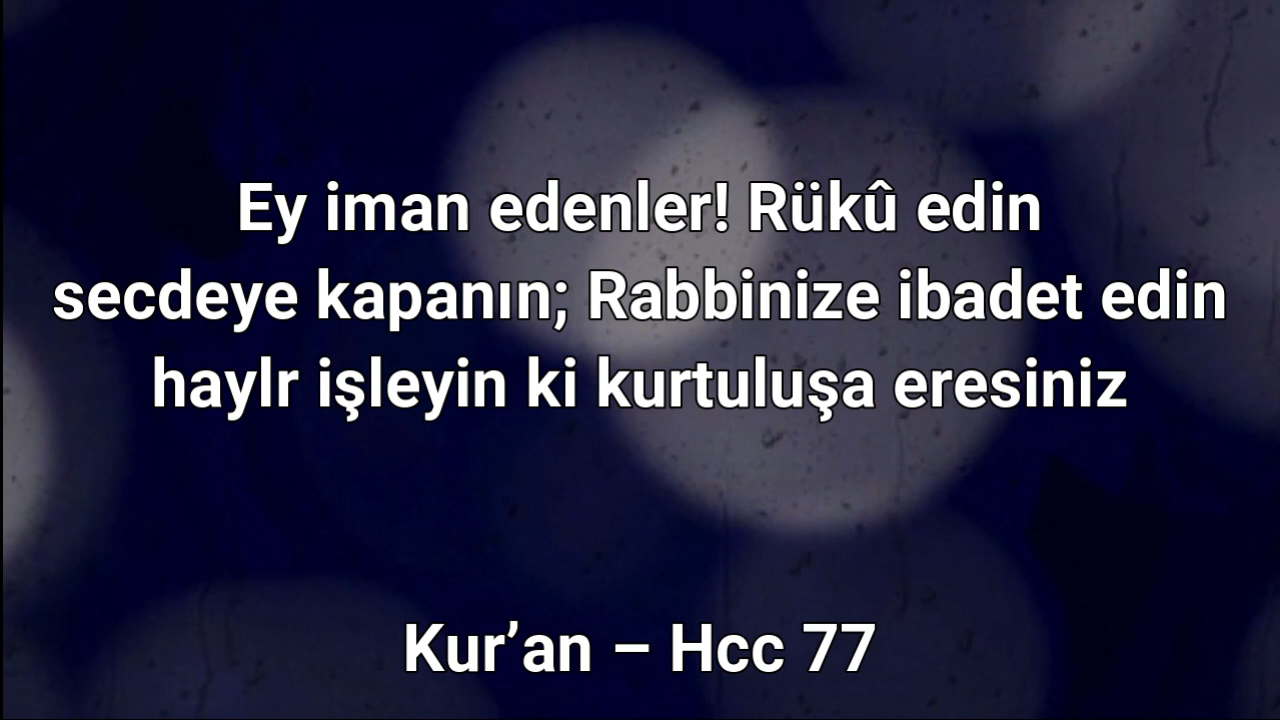 Ey iman edenler! Rükû edin
secdeye kapanın; Rabbinize ibadet edin
haylr işleyin ki kurtuluşa eresiniz
Kur’an – Hcc 77